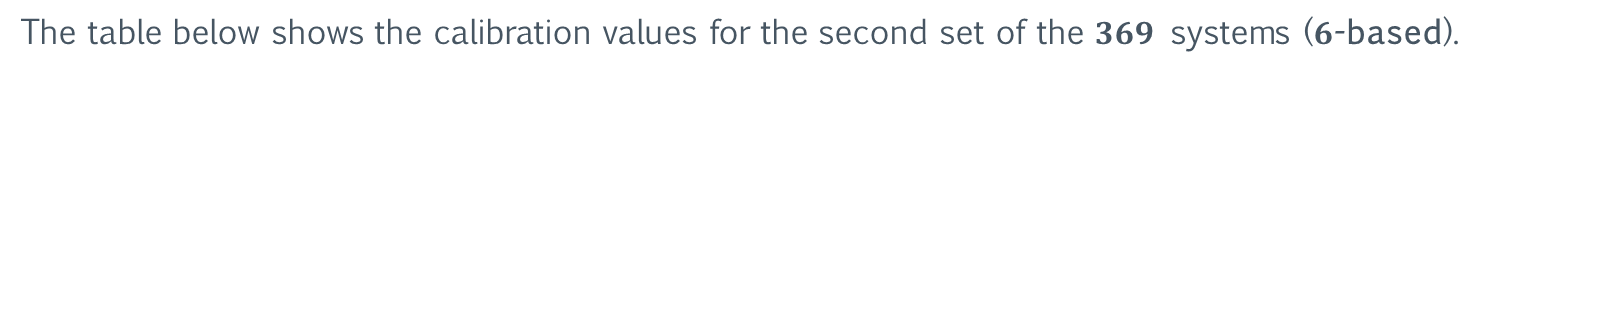 The table below shows the calibration values for the second set of the 369 systems (6-based).